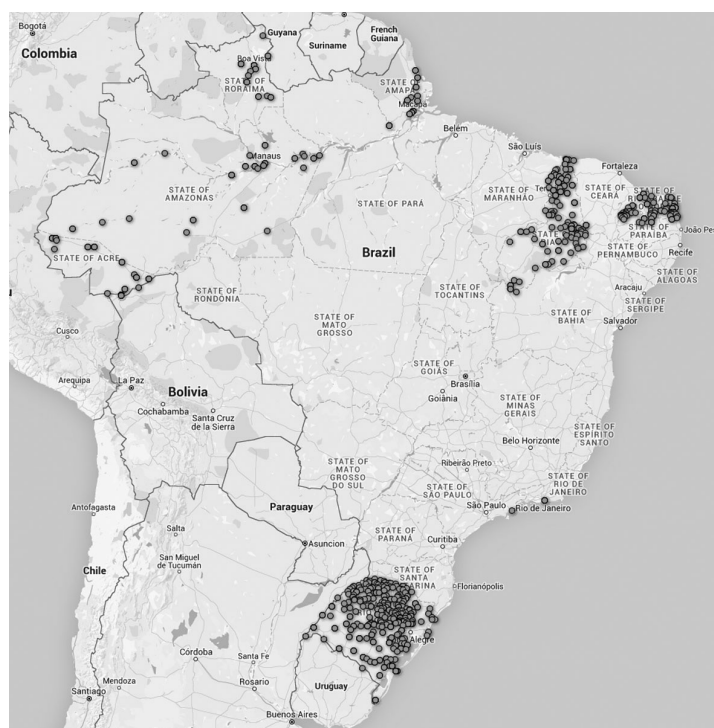 Bogotá
Colombia
Guyana
Suriname
French
Guiana
Boa Vista
STATE OF
RORAIMA
STATE OF
AMAPÁ
Macapá
Belém
São Luís
Fortaleza
Manaus
STATE OF
AMAZONAS
STATE OF PARÁ
STATE OF
MARANHÃO
STATE OF
CEARÁ
STATE OF
João Pes
PARAÍBA
STATE OF
PERNAMBUCO
Recife
STATE OF
ALAGOAS
Brazil
STATE OF ACRE
STATE OF
RONDÔNIA
STATE OF
TOCANTINS
Aracaju
STATE OF
SERGIPE
STATE OF
BAHIA
Salvador
STATE OF
MATO
GROSSO
Cusco
Arequipa
La Paz
Bolivia
Cochabamba
Santa Cruz
de la Sierra
STATE OF
GOIÁS
Brasília
Goiânia
STATE OF
MINAS
GERAIS
STATE OF
ESPÍRITO
SANTO
Belo Horizonte
STATE OF
MATO
GROSSO
DO SUL
Ribeirão Preto
STATE OF
SÃO PAULO
STATE OF
RIO DE
JANEIRO
São Paulo
Rio de Janeiro
Paraguay
Antofagasta
Asuncion
STATE OF
PARANÁ
Curitiba
Salta
San Miguel
de Tucumán
Chile
STATE OF
SANTA
CATARINA
Florianópolis
Alegre
Córdoba
Santa Fe
Mendoza
Rosario
Uruguay
Santiago
Buenos Aires